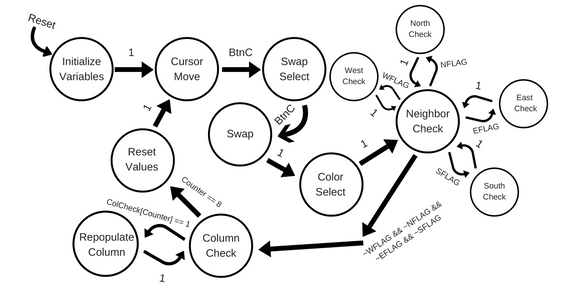 Reset
Initialize
Variables
1
Cursor
Move
BtnC
Swap
Select
BtnC
Swap
1
Color
Select
1
Neighbor
Check
North
Check
1
NFLAG
West
Check
WFLAG
1
East
Check
1
EFLAG
South
Check
1
SFLAG
~WFLAG && ~NFLAG &&
~EFLAG && ~SFLAG
Column
Check
ColCheck[Counter] == 1
Repopulate
Column
1
Counter == 8
Reset
Values
1